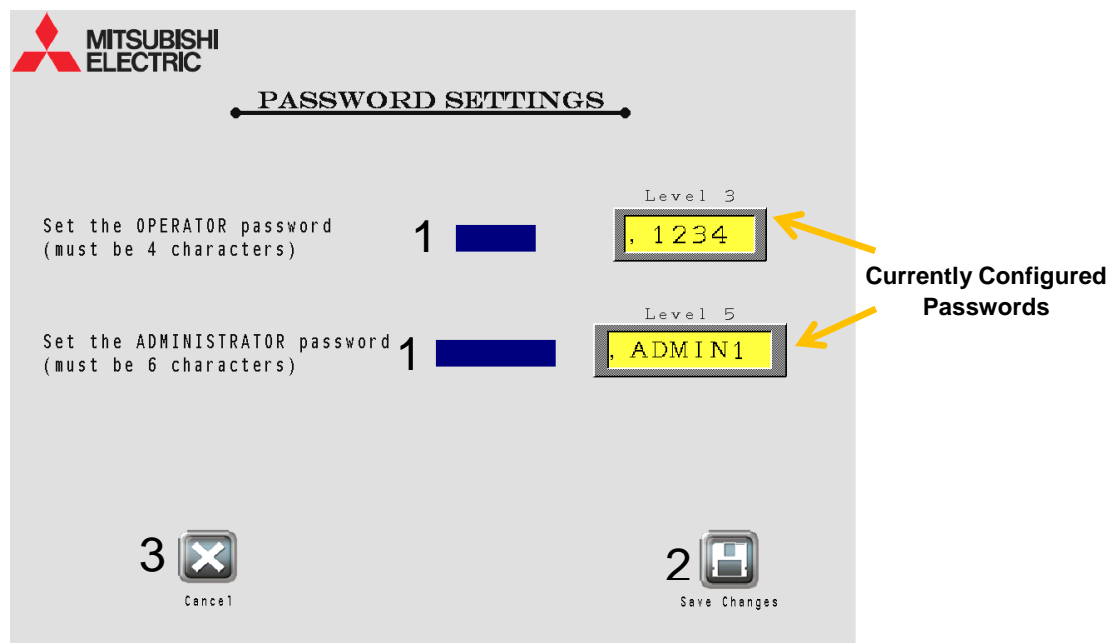 MITSUBISHI
ELECTRIC
PASSWORD SETTINGS
Level 3
Set the OPERATOR password
(must be 4 characters)
1
, 1234
Currently Configured
Passwords
Level 5
Set the ADMINISTRATOR password
(must be 6 characters)
1
, ADMIN1
3
Cancel
2
Save Changes